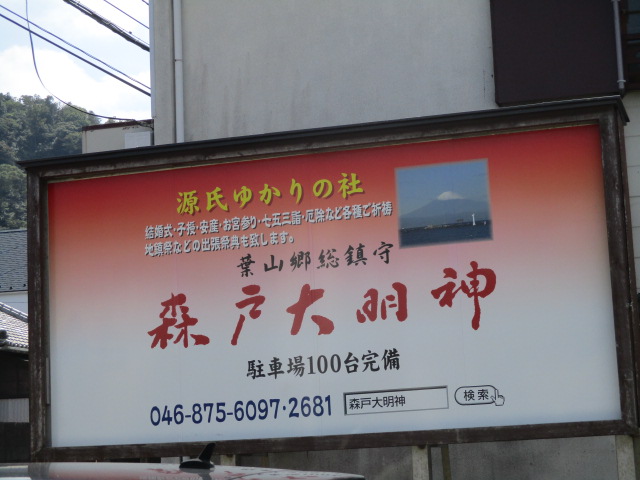 源氏ゆかりの社
結婚式・子授・安産・お宮参り・七五三詣・厄除など各種ご祈祷
地鎮祭などの出張祭典も致します。
葉山郷総鎮守
森戸大明神
駐車場100台完備
046-875-6097・2681 森戸大明神 検索